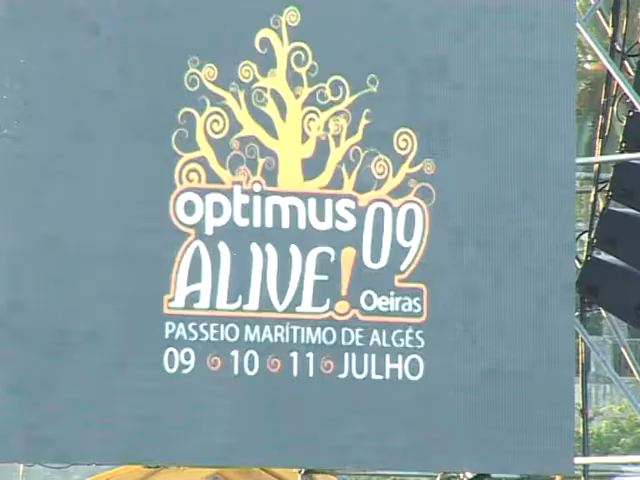 optimus 09
ALIVE! Oeiras
PASSEIO MARÍTIMO DE ALGÉS
09 10 11 JULHO